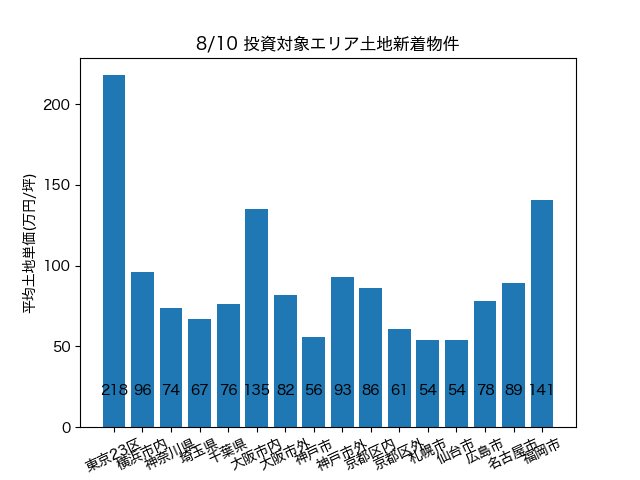 8/10 投資対象エリア土地新着物件
平均土地単価(万円/坪)
200
150
100
50
0
218 96 74 67 76 135 82 56 93 86 61 54 54 78 89 141
東京23区
横浜市内
神奈川県
埼玉県
千葉県
大阪市内
大阪市外
神戸市
神戸市外
京都区内
京都区外
札幌市
仙台市
広島市
名古屋市
福岡市